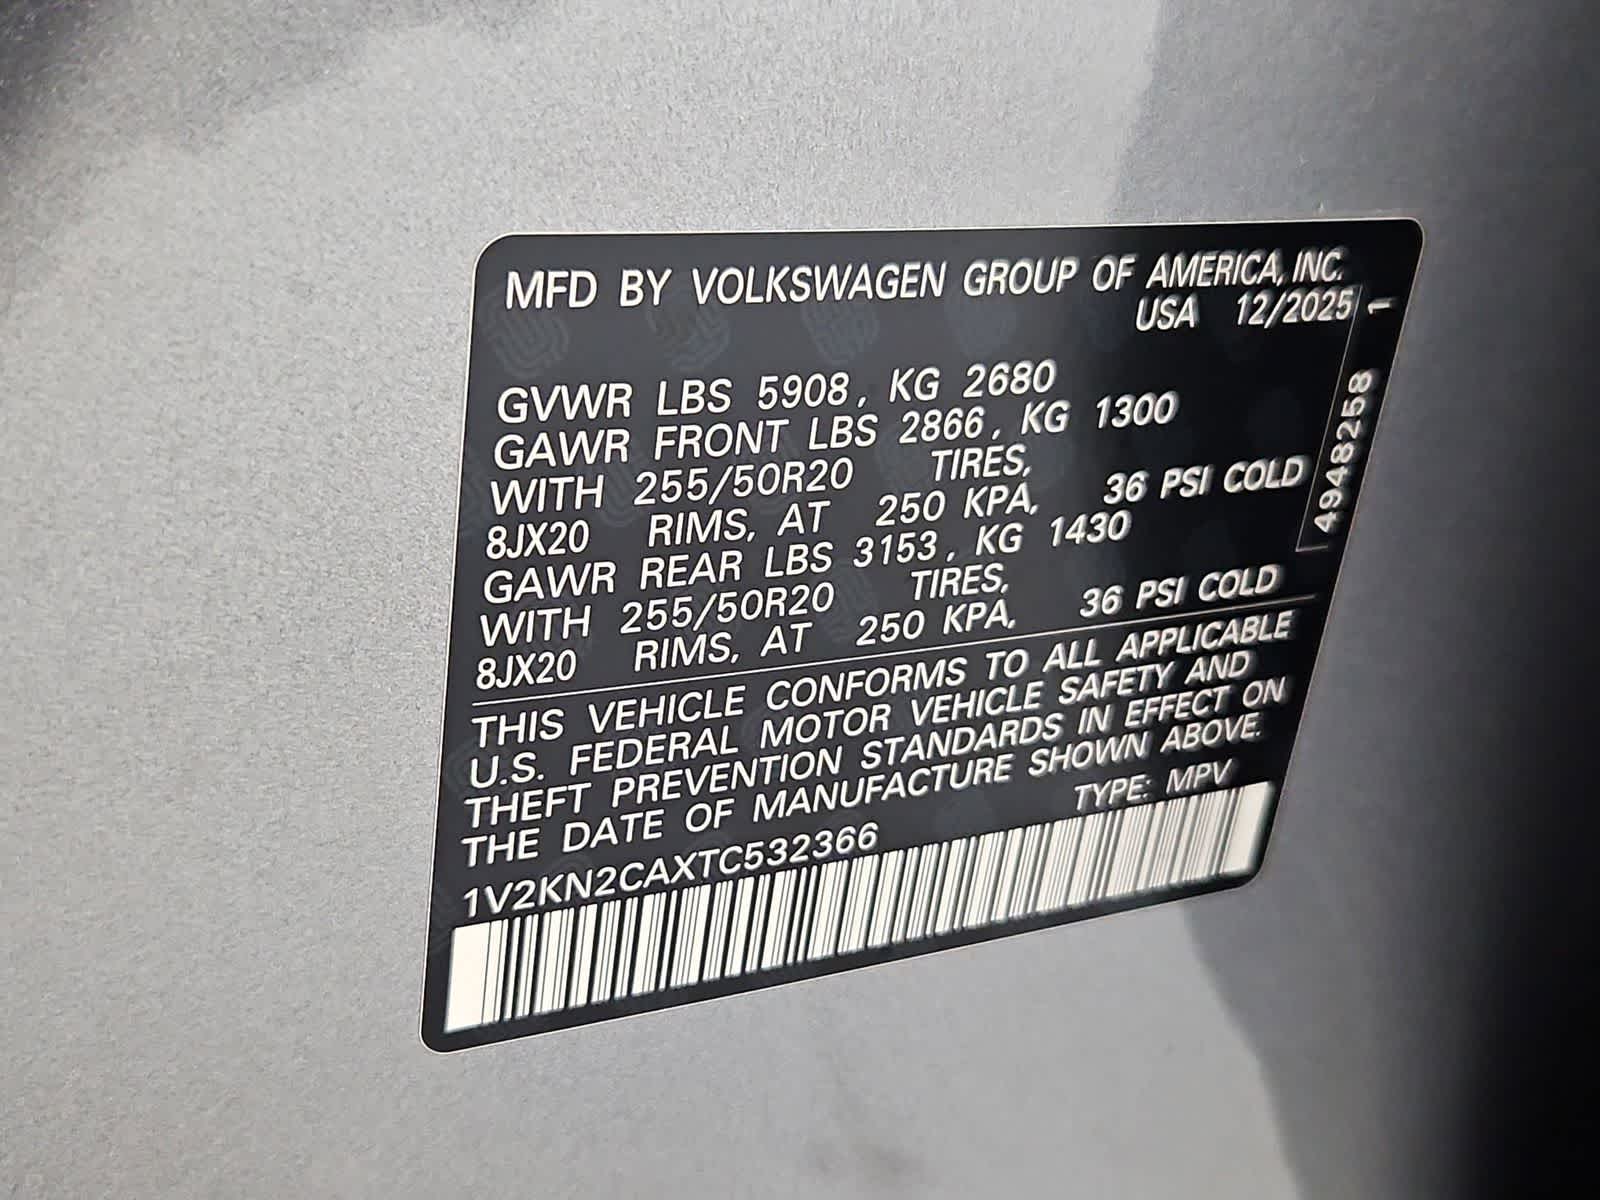 MFD BY VOLKSWAGEN GROUP OF AMERICA, INC.
USA 12/2025
GVWR LBS 5908, KG 2680
GAWR FRONT LBS 2866, KG 1300
WITH 255/50R20 TIRES,
8JX20 RIMS, AT 250 KPA, 36 PSI COLD
GAWR REAR LBS 3153, KG 1430
WITH 255/50R20 TIRES,
8JX20 RIMS, AT 250 KPA, 36 PSI COLD
THIS VEHICLE CONFORMS TO ALL APPLICABLE
U.S. FEDERAL MOTOR VEHICLE SAFETY AND
THEFT PREVENTION STANDARDS IN EFFECT ON
THE DATE OF MANUFACTURE SHOWN ABOVE.
TYPE: MPV
1V2KN2CAXTC532366
4948258 1